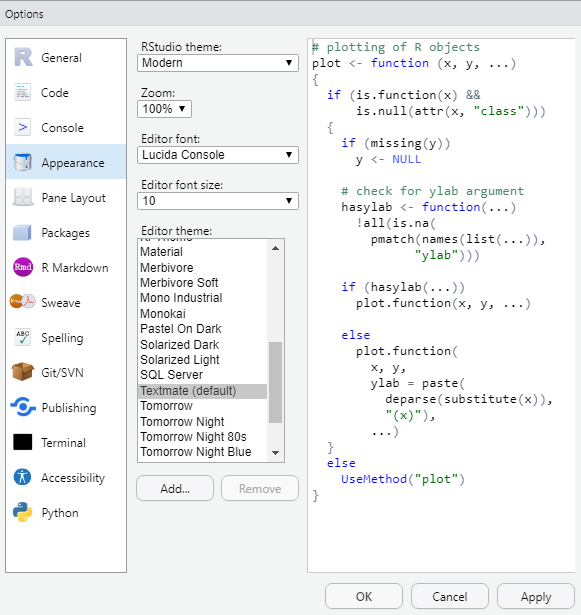 Options
R General
Code
Console
Appearance
Pane Layout
Packages
Rmd R Markdown
Sweave
ABC Spelling
Git/SVN
Publishing
Terminal
Accessibility
Python
RStudio theme:
Modern
Zoom:
100%
Editor font:
Lucida Console
Editor font size:
10
Editor theme:
Material
Merbivore
Merbivore Soft
Mono Industrial
Monokai
Pastel On Dark
Solarized Dark
Solarized Light
SQL Server
Textmate (default)
Tomorrow
Tomorrow Night
Tomorrow Night 80s
Tomorrow Night Blue
Add...
Remove
# plotting of R objects
plot <- function (x, y, ...)
{
  if (is.function(x) &&
      is.null(attr(x, "class")))
  {
    if (missing(y))
      y <- NULL
    # check for ylab argument
    hasylab <- function(...)
      !all(is.na(
        pmatch(names(list(...)),
              "ylab")))
    if (hasylab(...))
      plot.function(x, y, ...)
    else
      plot.function(
        x, y,
        ylab = paste(
          deparse(substitute(x)),
          "(x)"),
        ...)
  }
  else
    UseMethod("plot")
}
OK
Cancel
Apply